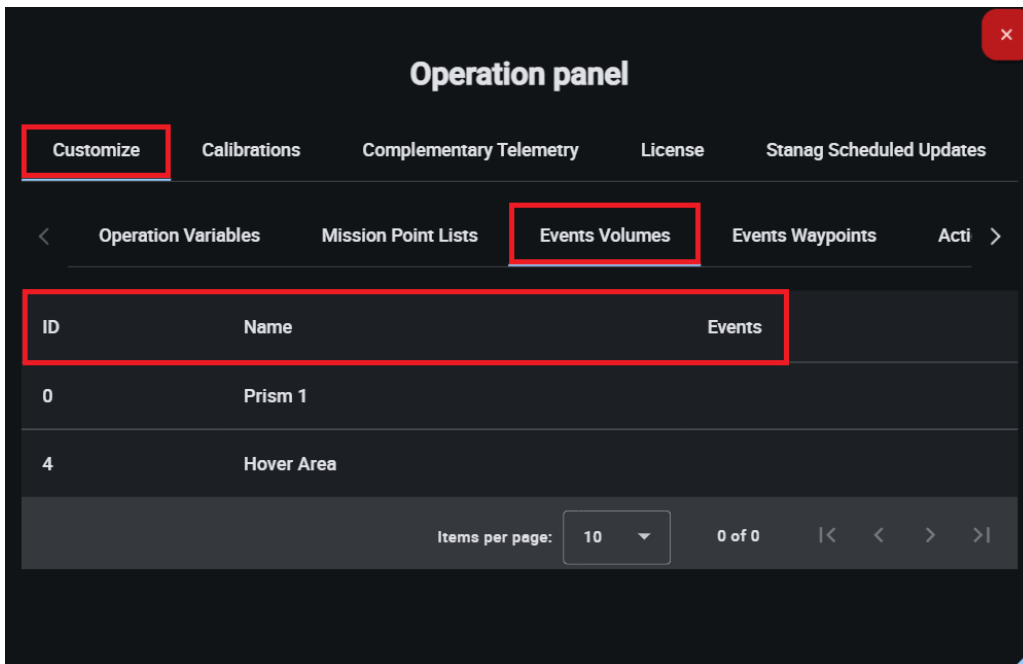 Operation panel
Customize Calibrations Complementary Telemetry License Stanag Scheduled Updates
Operation Variables Mission Point Lists Events Volumes Events Waypoints Acti
ID Name Events
0 Prism 1
4 Hover Area
Items per page: 10 0 of 0